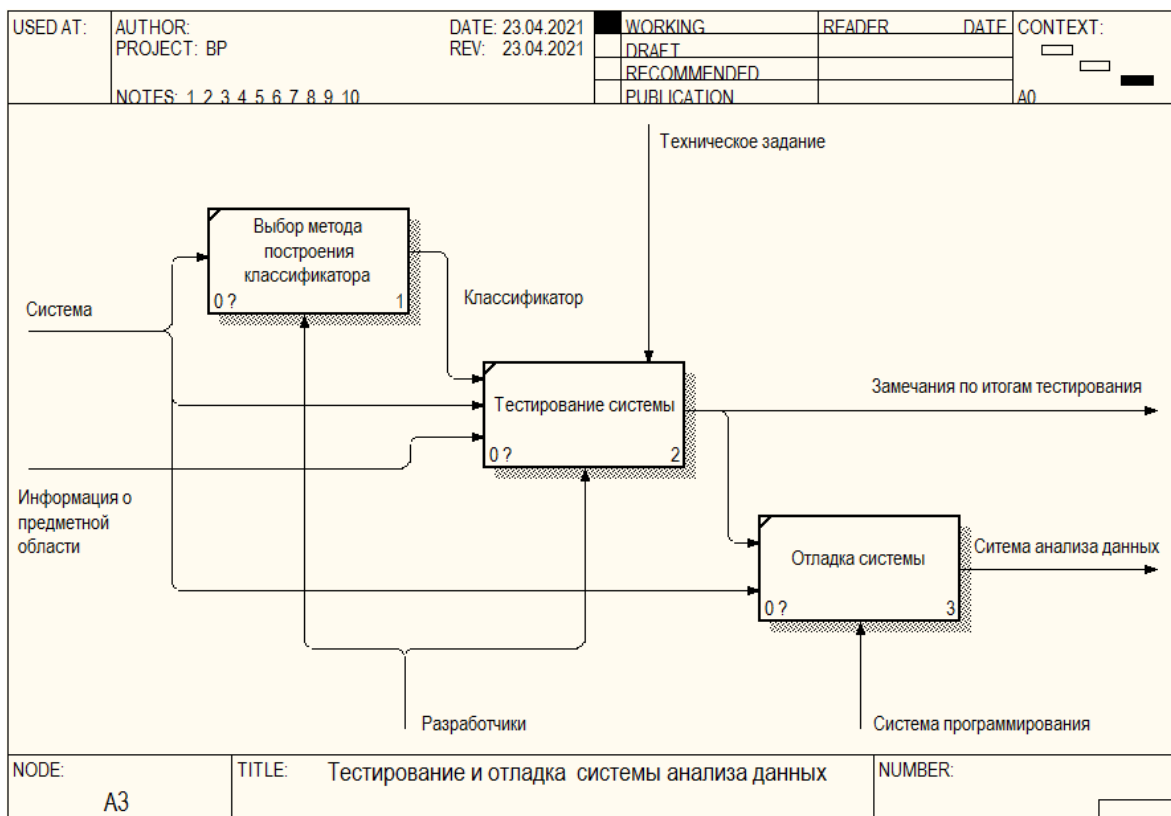 USED AT:
AUTHOR:
DATE: 23.04.2021
PROJECT: BP
REV: 23.04.2021
NOTES: 1 2 3 4 5 6 7 8 9 10
WORKING
DRAFT
RECOMMENDED
PUBLICATION
READER
DATE
CONTEXT:
A0
Техническое задание
Выбор метода
построения
классификатора
0 ?
1
Система
Классификатор
Замечания по итогам тестирования
Тестирование системы
0 ?
2
Информация о
предметной
области
Отладка системы
0 ?
3
Ситема анализа данных
Разработчики
Система программирования
NODE:
A3
TITLE:
Тестирование и отладка системы анализа данных
NUMBER: